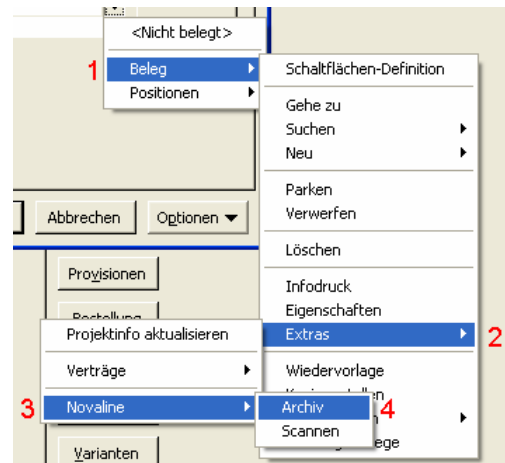 <Nicht belegt>
1
Beleg
Positionen
Schaltflächen-Definition
Gehe zu
Suchen
Neu
Parken
Verwerfen
Löschen
Infodruck
Eigenschaften
Extras
2
Wiedervorlage
Abbrechen
Optionen
Provisionen
Projektinfo aktualisieren
Verträge
3
Novaline
Archiv
4
Scannen
Varianten